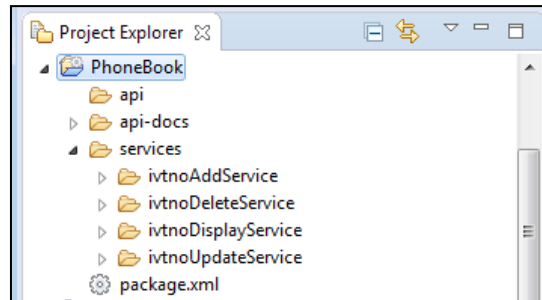 Project Explorer
PhoneBook
api
api-docs
services
ivtnoAddService
ivtnoDeleteService
ivtnoDisplayService
ivtnoUpdateService
package.xml